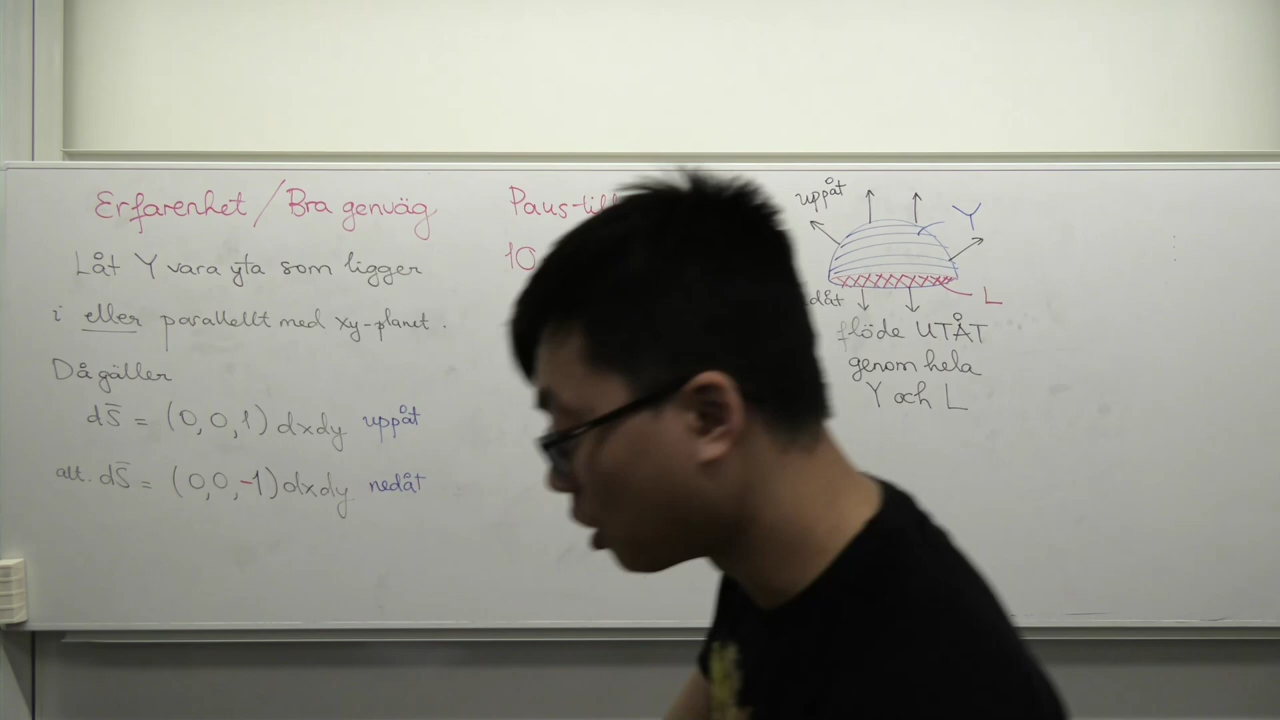 Erfarenhet / Bra genväg
Låt Y vara yta som ligger
i eller parallellt med xy-planet.
Då gäller
dS̄ = (0,0,1) dxdy uppåt
alt. dS̄ = (0,0,-1) dxdy nedåt
Paus-till
10
uppåt
Y
L
flöde UTÅT
genom hela
Y och L